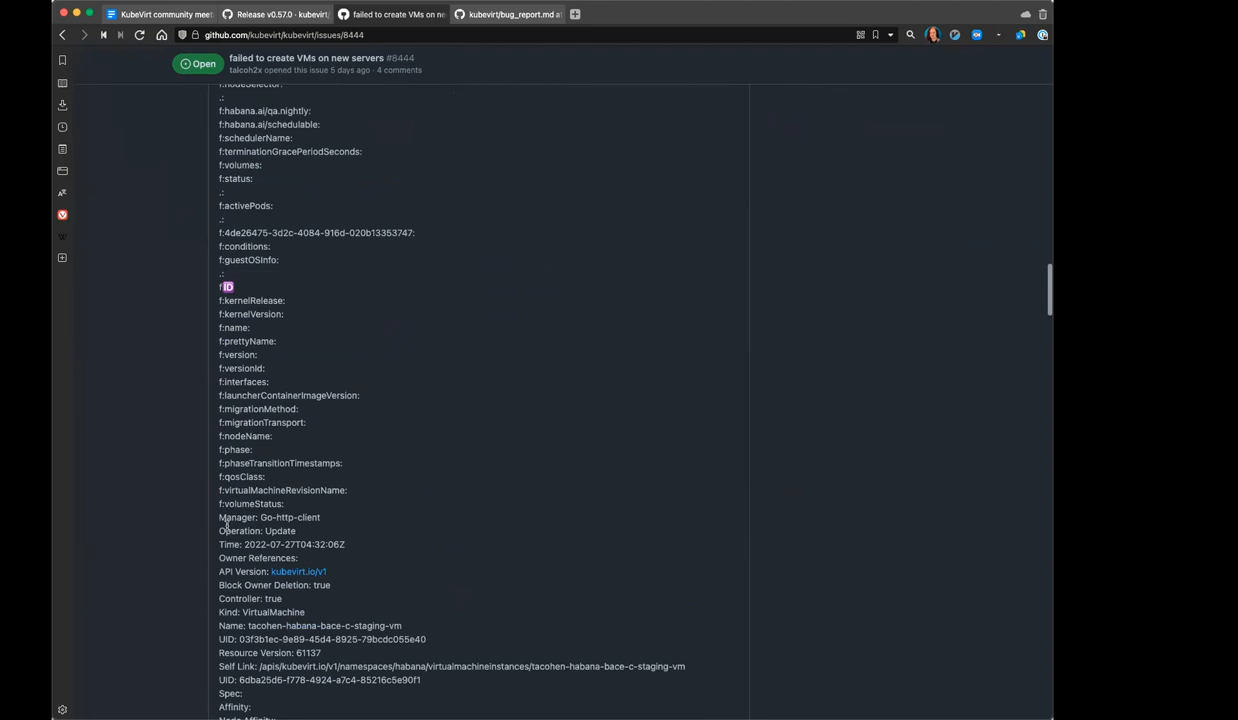 KubeVirt community meet
Release v0.57.0 · kubevirt/
failed to create VMs on ne
kubevirt/bug_report.md at
github.com/kubevirt/kubevirt/issues/8444
Open
failed to create VMs on new servers #8444
talcoh2x opened this issue 5 days ago · 4 comments
f:nodeSelector:
.:
f:habana.ai/qa.nightly:
f:habana.ai/schedulable:
f:schedulerName:
f:terminationGracePeriodSeconds:
f:volumes:
f:status:
.:
f:activePods:
.:
f:4de26475-3d2c-4084-916d-020b13353747:
f:conditions:
f:guestOSInfo:
.:
f🆔
f:kernelRelease:
f:kernelVersion:
f:name:
f:prettyName:
f:version:
f:versionId:
f:interfaces:
f:launcherContainerImageVersion:
f:migrationMethod:
f:migrationTransport:
f:nodeName:
f:phase:
f:phaseTransitionTimestamps:
f:qosClass:
f:virtualMachineRevisionName:
f:volumeStatus:
Manager: Go-http-client
Operation: Update
Time: 2022-07-27T04:32:06Z
Owner References:
API Version: kubevirt.io/v1
Block Owner Deletion: true
Controller: true
Kind: VirtualMachine
Name: tacohen-habana-bace-c-staging-vm
UID: 03f3b1ec-9e89-45d4-8925-79bcdc055e40
Resource Version: 61137
Self Link: /apis/kubevirt.io/v1/namespaces/habana/virtualmachineinstances/tacohen-habana-bace-c-staging-vm
UID: 6dba25d6-f778-4924-a7c4-85216c5e90f1
Spec:
Affinity:
Node Affinity: